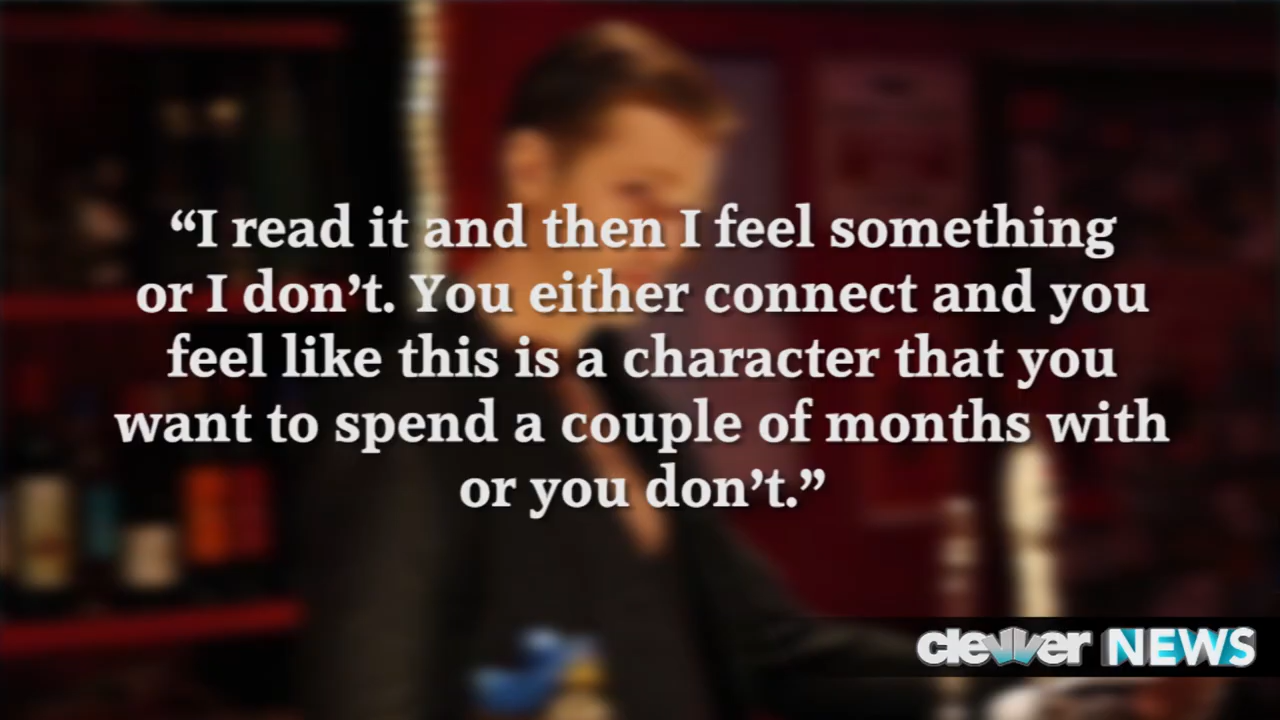 “I read it and then I feel something
or I don’t. You either connect and you
feel like this is a character that you
want to spend a couple of months with
or you don’t.”
clevver NEWS